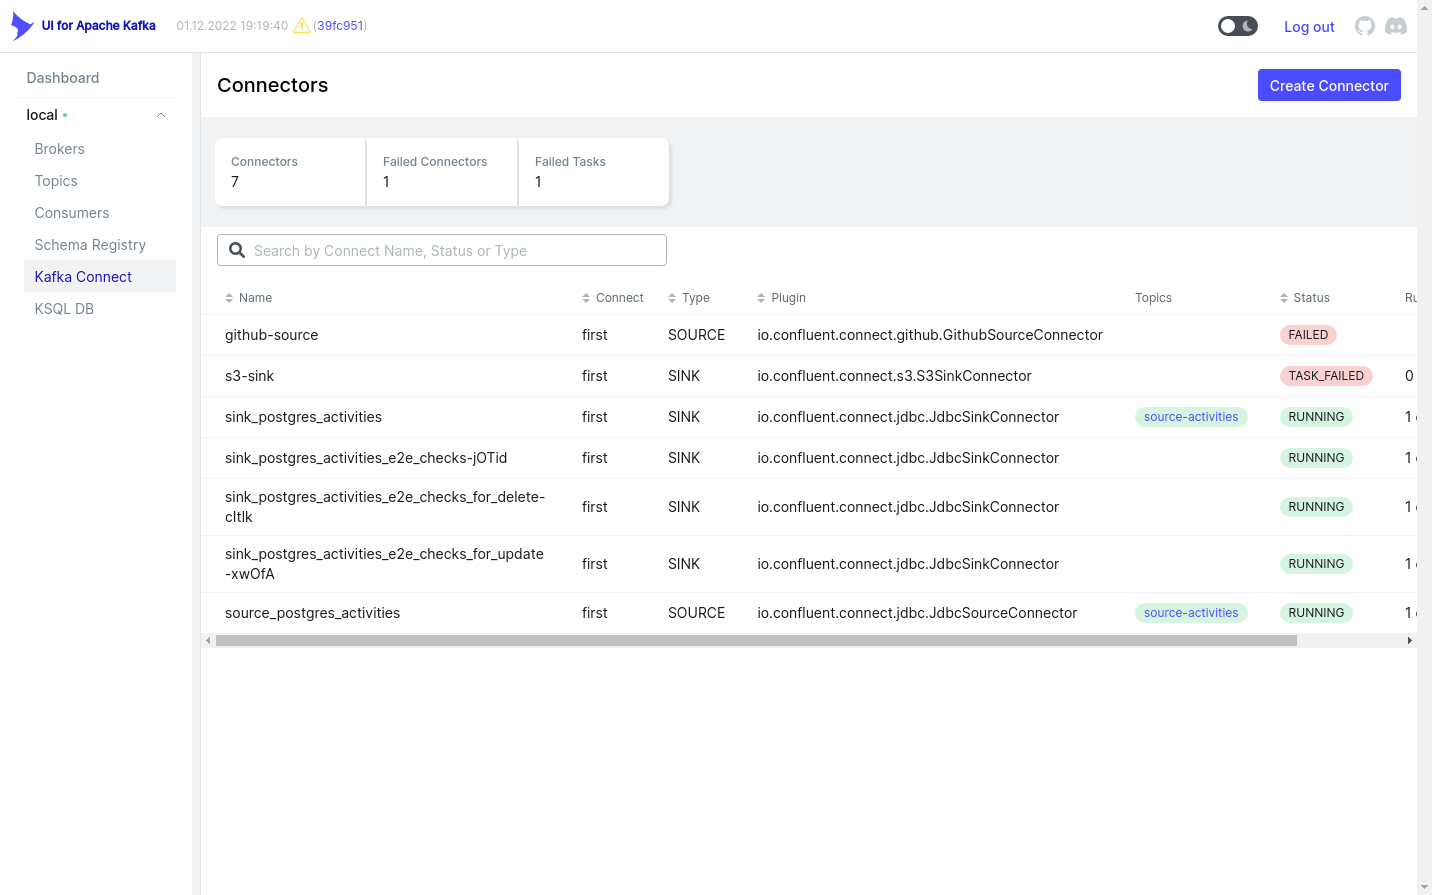 UI for Apache Kafka 01.12.2022 19:19:40 (39fc951) Log out
Dashboard
local
Brokers
Topics
Consumers
Schema Registry
Kafka Connect
KSQL DB
Connectors
Create Connector
Connectors Failed Connectors Failed Tasks
7 1 1
Search by Connect Name, Status or Type
Name Connect Type Plugin Topics Status
github-source first SOURCE io.confluent.connect.github.GithubSourceConnector FAILED
s3-sink first SINK io.confluent.connect.s3.S3SinkConnector TASK_FAILED 0
sink_postgres_activities first SINK io.confluent.connect.jdbc.JdbcSinkConnector source-activities RUNNING 1
sink_postgres_activities_e2e_checks-jOTid first SINK io.confluent.connect.jdbc.JdbcSinkConnector RUNNING 1
sink_postgres_activities_e2e_checks_for_delete-
cItlk first SINK io.confluent.connect.jdbc.JdbcSinkConnector RUNNING 1
sink_postgres_activities_e2e_checks_for_update
-xwOfA first SINK io.confluent.connect.jdbc.JdbcSinkConnector RUNNING 1
source_postgres_activities first SOURCE io.confluent.connect.jdbc.JdbcSourceConnector source-activities RUNNING 1